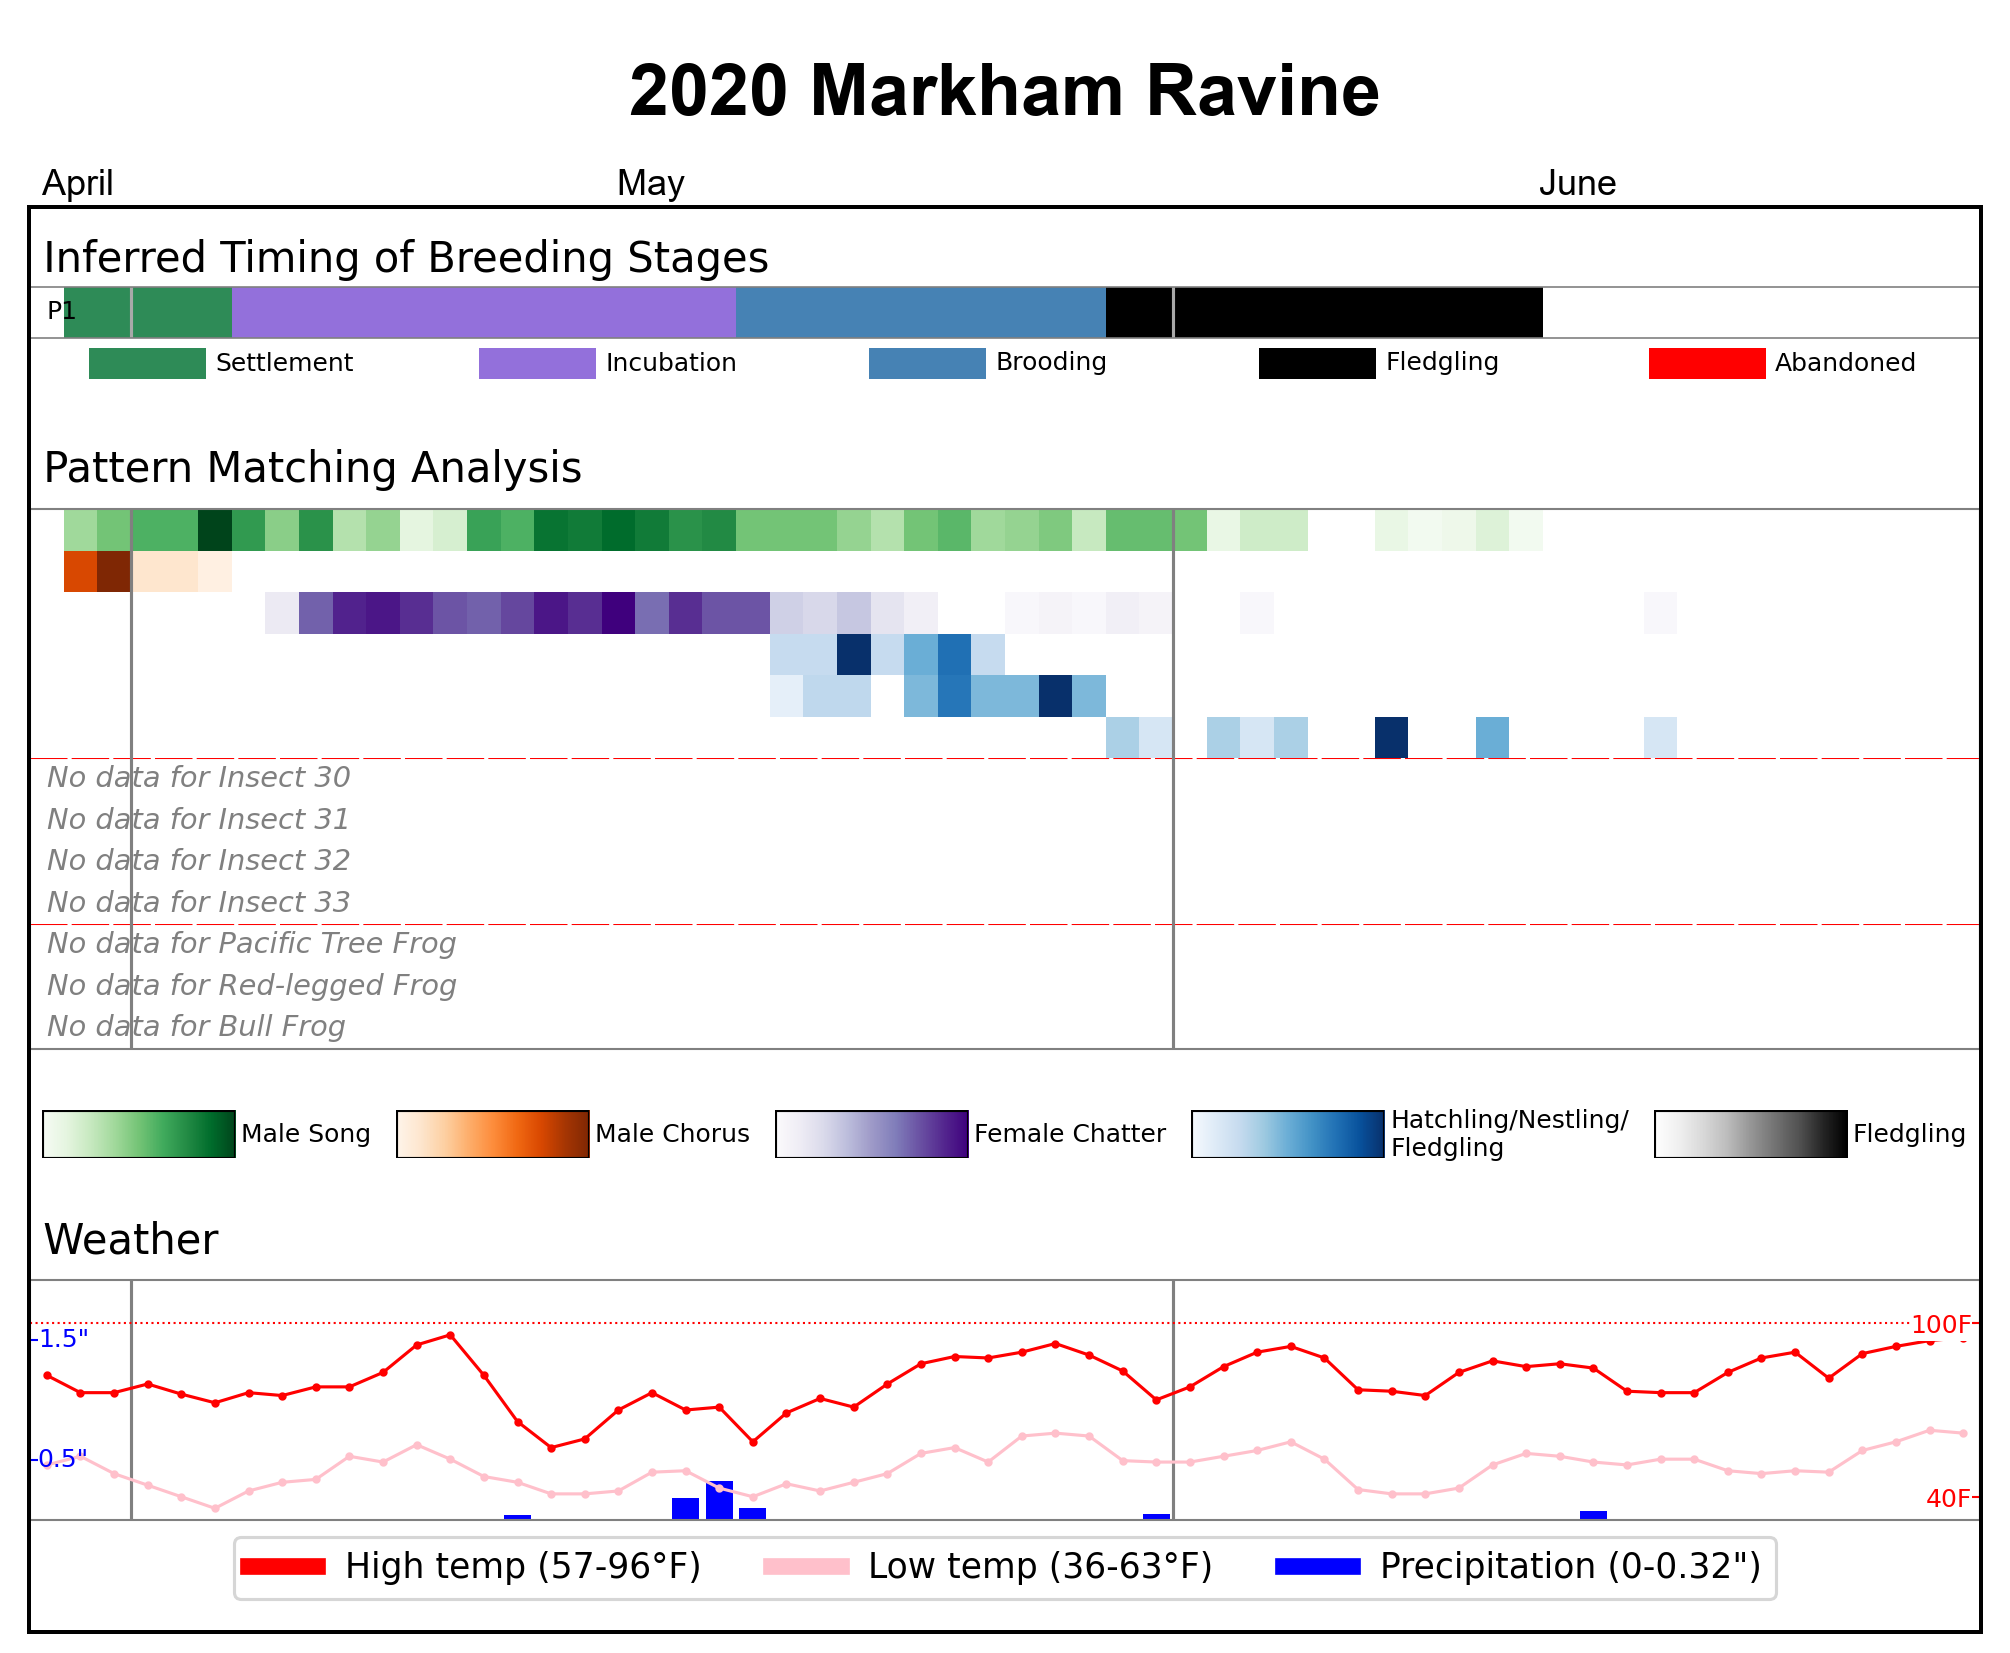 2020 Markham Ravine
April May June
Inferred Timing of Breeding Stages
P1
Settlement Incubation Brooding Fledgling Abandoned
Pattern Matching Analysis
No data for Insect 30
No data for Insect 31
No data for Insect 32
No data for Insect 33
No data for Pacific Tree Frog
No data for Red-legged Frog
No data for Bull Frog
Male Song Male Chorus Female Chatter Hatchling/Nestling/
Fledgling Fledgling
Weather
1.5" 100F
0.5" 40F
High temp (57-96°F) Low temp (36-63°F) Precipitation (0-0.32")